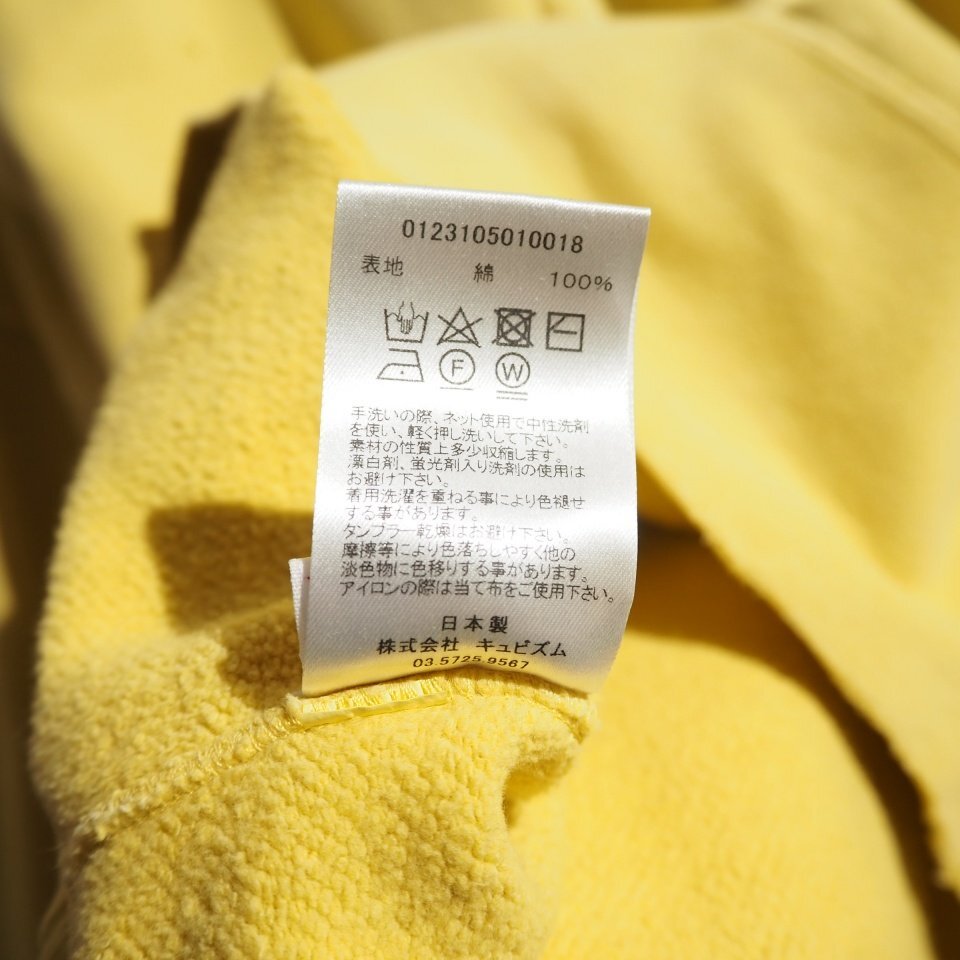 0123105010018
表地 綿 100%
F W
手洗いの際、ネット使用で中性洗剤
を使い、軽く押し洗いして下さい。
素材の性質上多少収縮します。
漂白剤、蛍光剤入り洗剤の使用は
お避け下さい。
着用洗濯を重ねる事により色褪せ
する事があります。
タンブラー乾燥はお避け下さい。
摩擦等により色落ちしやすく他の
淡色物に色移りする事があります。
アイロンの際は当て布をご使用下さい。
日本製
株式会社 キュビズム
03.5725.9567